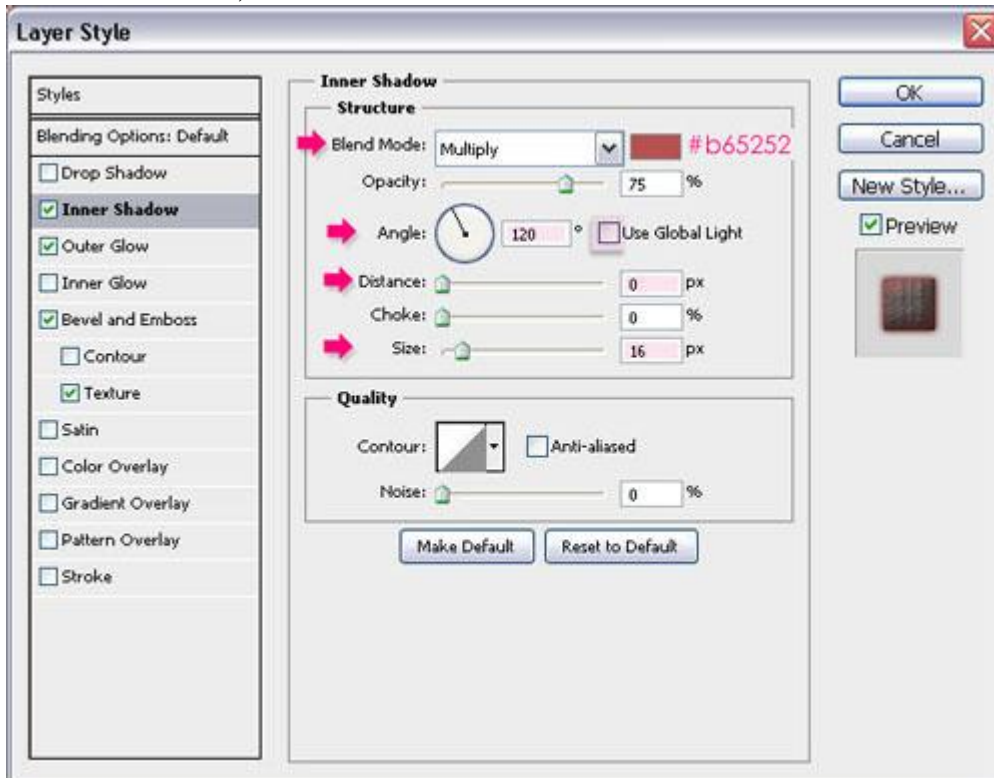 Layer Style
Styles
Blending Options: Default
Drop Shadow
Inner Shadow
Outer Glow
Inner Glow
Bevel and Emboss
Contour
Texture
Satin
Color Overlay
Gradient Overlay
Pattern Overlay
Stroke
Inner Shadow
Structure
Blend Mode: Multiply #b65252
Opacity: 75 %
Angle: 120 ° Use Global Light
Distance: 0 px
Choke: 0 %
Size: 16 px
Quality
Contour: Anti-aliased
Noise: 0 %
Make Default Reset to Default
OK
Cancel
New Style...
Preview